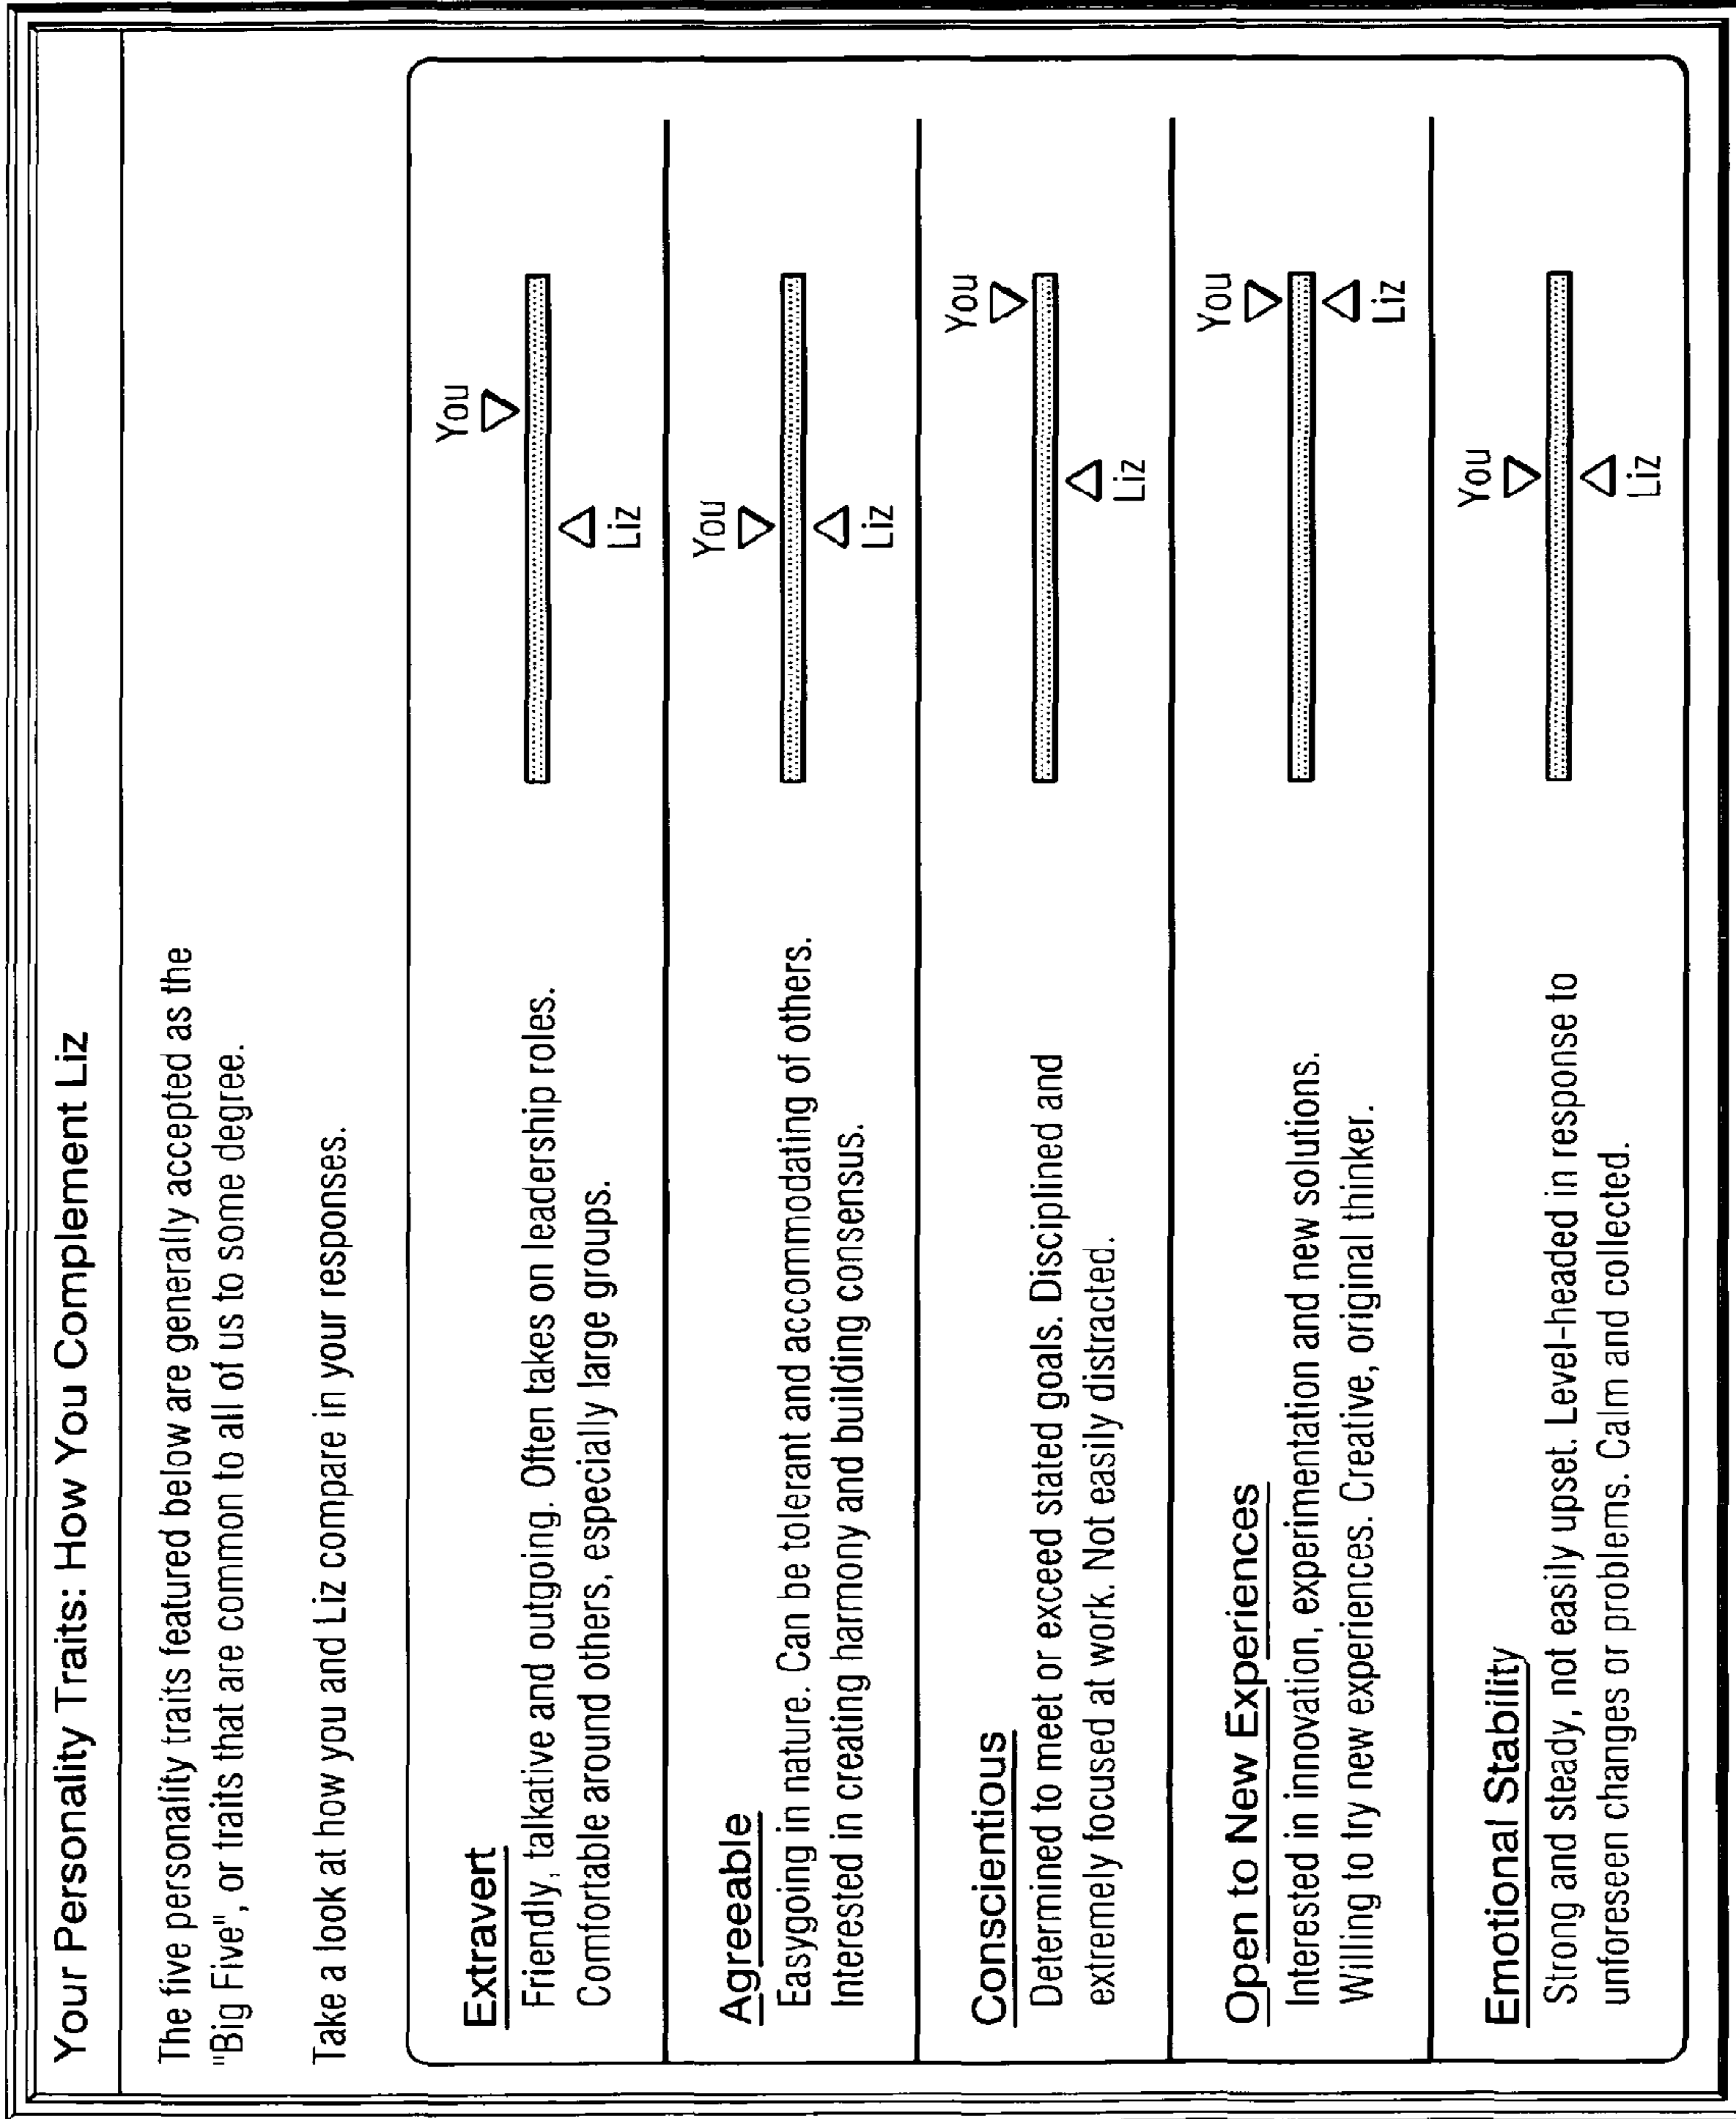 Your Personality Traits: How You Complement Liz
The five personality traits featured below are generally accepted as the
"Big Five", or traits that are common to all of us to some degree.
Take a look at how you and Liz compare in your responses.
Extravert
Friendly, talkative and outgoing. Often takes on leadership roles.
Comfortable around others, especially large groups.
You
Liz
Agreeable
Easygoing in nature. Can be tolerant and accommodating of others.
Interested in creating harmony and building consensus.
You
Liz
Conscientious
Determined to meet or exceed stated goals. Disciplined and
extremely focused at work. Not easily distracted.
You
Liz
Open to New Experiences
Interested in innovation, experimentation and new solutions.
Willing to try new experiences. Creative, original thinker.
You
Liz
Emotional Stability
Strong and steady, not easily upset. Level-headed in response to
unforeseen changes or problems. Calm and collected.
You
Liz